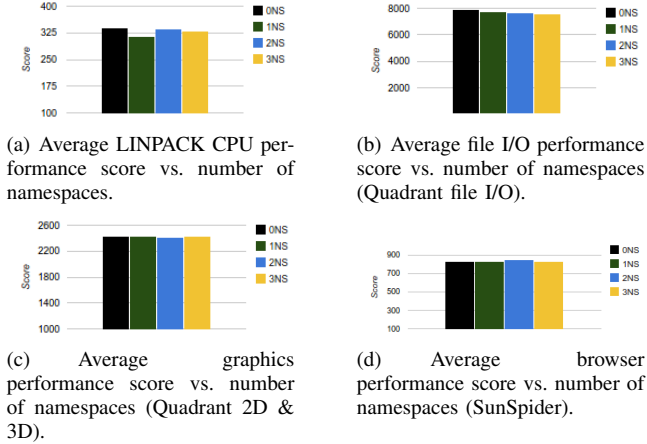 400
325
250
175
100
Score
0NS
1NS
2NS
3NS
(a) Average LINPACK CPU per-
formance score vs. number of
namespaces.
8000
6000
4000
2000
Score
0NS
1NS
2NS
3NS
(b) Average file I/O performance
score vs. number of namespaces
(Quadrant file I/O).
2600
2200
1800
1400
1000
Score
0NS
1NS
2NS
3NS
(c) Average graphics
performance score vs. number
of namespaces (Quadrant 2D &
3D).
900
700
500
300
100
Score
0NS
1NS
2NS
3NS
(d) Average browser
performance score vs. number of
namespaces (SunSpider).